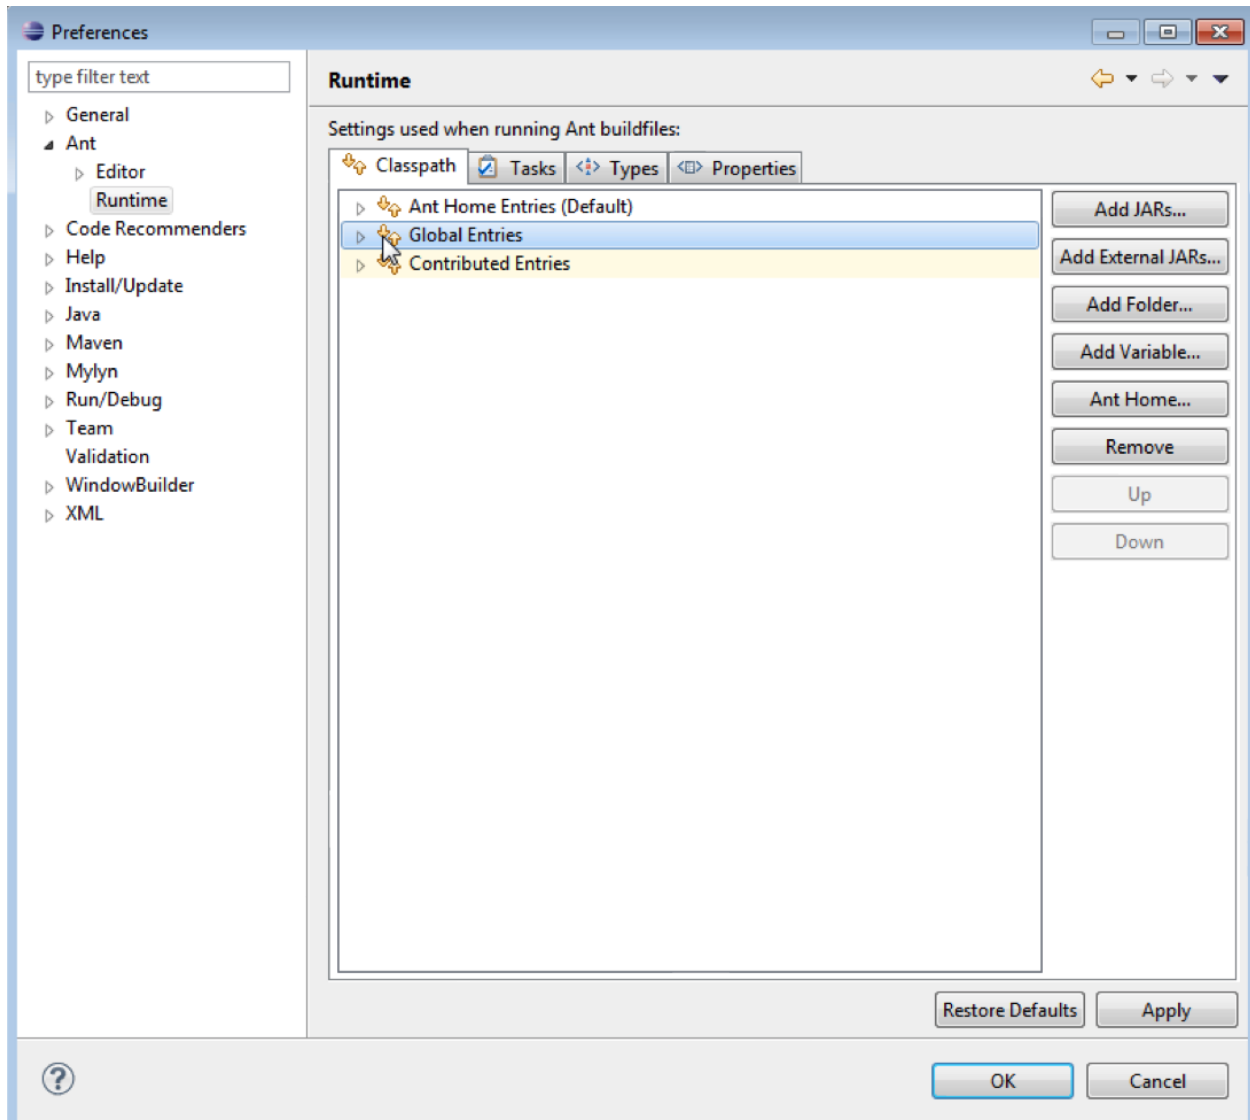 Preferences
type filter text
General
Ant
Editor
Runtime
Code Recommenders
Help
Install/Update
Java
Maven
Mylyn
Run/Debug
Team
Validation
WindowBuilder
XML
Runtime
Settings used when running Ant buildfiles:
Classpath Tasks Types Properties
Ant Home Entries (Default)
Global Entries
Contributed Entries
Add JARs...
Add External JARs...
Add Folder...
Add Variable...
Ant Home...
Remove
Up
Down
Restore Defaults Apply
OK Cancel